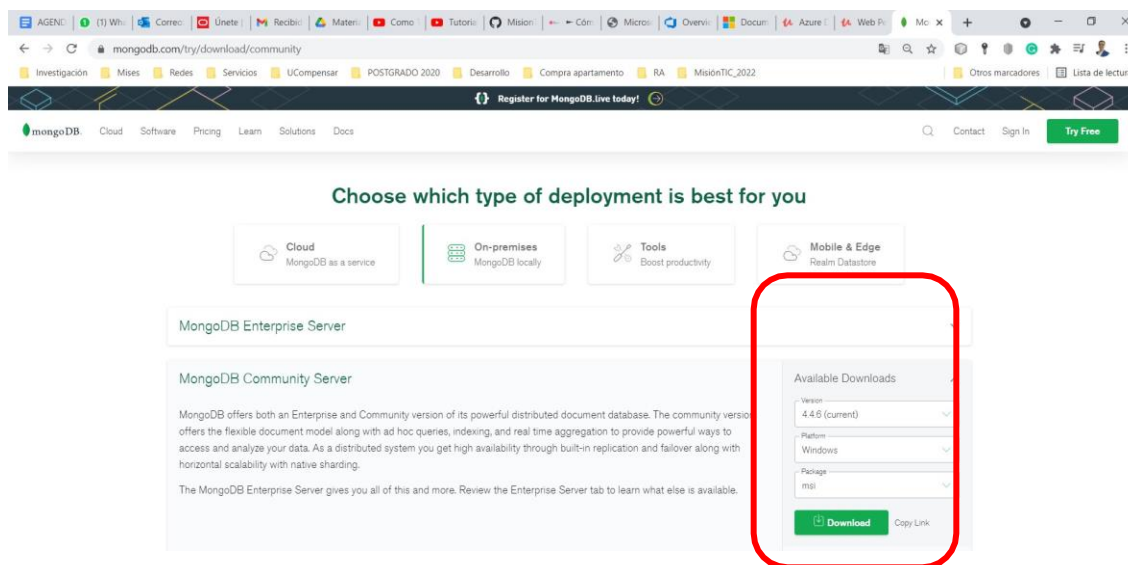 AGEND
(1) Wha
Correo
Únete
Recibid
Materi
Como
Tutoria
Mision
Cóm
Micros
Overvie
Docum
Azure D
Web Po
Mo
mongodb.com/try/download/community
Investigación Mises Redes Servicios UCompensar POSTGRADO 2020 Desarrollo Compra apartamento RA MisiónTIC_2022 Otros marcadores Lista de lectur
{} Register for MongoDB.live today!
mongoDB. Cloud Software Pricing Learn Solutions Docs Contact Sign In Try Free
Choose which type of deployment is best for you
Cloud
MongoDB as a service
On-premises
MongoDB locally
Tools
Boost productivity
Mobile & Edge
Realm Datastore
MongoDB Enterprise Server
MongoDB Community Server
MongoDB offers both an Enterprise and Community version of its powerful distributed document database. The community version
offers the flexible document model along with ad hoc queries, indexing, and real time aggregation to provide powerful ways to
access and analyze your data. As a distributed system you get high availability through built-in replication and failover along with
horizontal scalability with native sharding.
The MongoDB Enterprise Server gives you all of this and more. Review the Enterprise Server tab to learn what else is available.
Available Downloads
Version
4.4.6 (current)
Platform
Windows
Package
msi
Download Copy Link